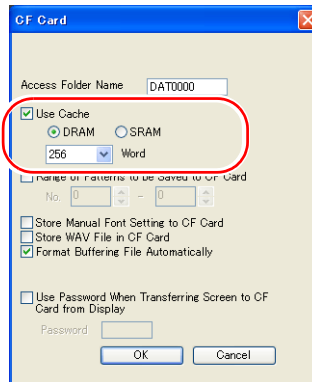 CF Card
Access Folder Name DAT0000
Use Cache
DRAM SRAM
256 Word
Range of Patterns to be Saved to CF Card
No. 0 - 0
Store Manual Font Setting to CF Card
Store WAV File in CF Card
Format Buffering File Automatically
Use Password When Transferring Screen to CF
Card from Display
Password
OK Cancel